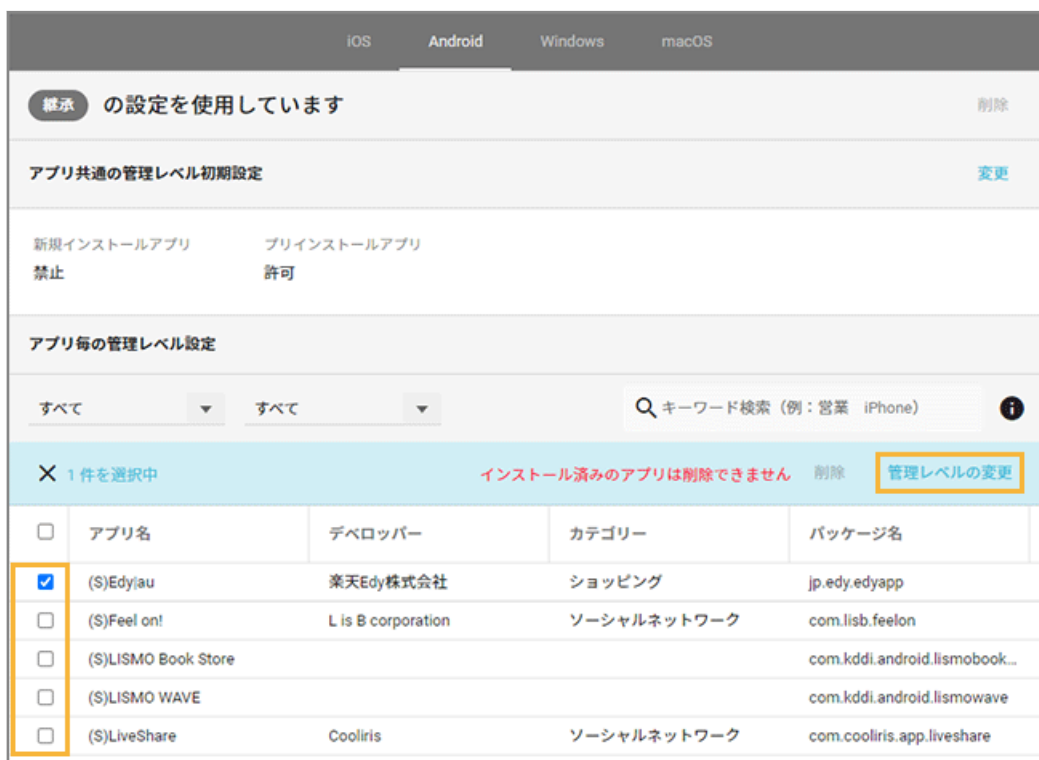 iOS Android Windows macOS
継承 の設定を使用しています 削除
アプリ共通の管理レベル初期設定 変更
新規インストールアプリ プリインストールアプリ
禁止 許可
アプリ毎の管理レベル設定
すべて すべて キーワード検索（例：営業　iPhone）
1 件を選択中 インストール済みのアプリは削除できません 削除 管理レベルの変更
アプリ名 デベロッパー カテゴリー パッケージ名
(S)Edy|au 楽天Edy株式会社 ショッピング jp.edy.edyapp
(S)Feel on! L is B corporation ソーシャルネットワーク com.lisb.feelon
(S)LISMO Book Store com.kddi.android.lismobook...
(S)LISMO WAVE com.kddi.android.lismowave
(S)LiveShare Cooliris ソーシャルネットワーク com.cooliris.app.liveshare